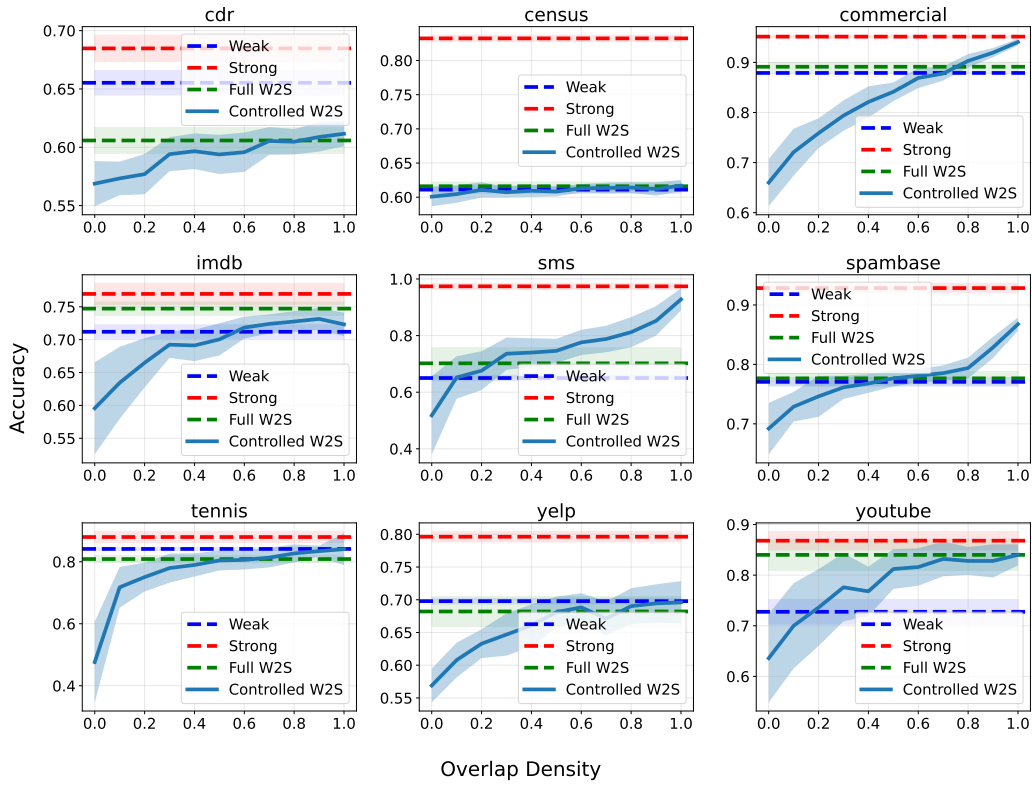 cdr
0.70
0.65
0.60
0.55
0.0 0.2 0.4 0.6 0.8 1.0
Weak
Strong
Full W2S
Controlled W2S
census
0.80
0.75
0.70
0.65
0.60
0.0 0.2 0.4 0.6 0.8 1.0
Weak
Strong
Full W2S
Controlled W2S
commercial
0.9
0.8
0.7
0.6
0.0 0.2 0.4 0.6 0.8 1.0
Weak
Strong
Full W2S
Controlled W2S
Accuracy
imdb
0.75
0.70
0.65
0.60
0.55
0.0 0.2 0.4 0.6 0.8 1.0
Weak
Strong
Full W2S
Controlled W2S
sms
1.0
0.8
0.6
0.4
0.0 0.2 0.4 0.6 0.8 1.0
Weak
Strong
Full W2S
Controlled W2S
spambase
0.9
0.8
0.7
0.0 0.2 0.4 0.6 0.8 1.0
Weak
Strong
Full W2S
Controlled W2S
tennis
0.8
0.6
0.4
0.0 0.2 0.4 0.6 0.8 1.0
Weak
Strong
Full W2S
Controlled W2S
yelp
0.80
0.75
0.70
0.65
0.60
0.55
0.0 0.2 0.4 0.6 0.8 1.0
Weak
Strong
Full W2S
Controlled W2S
youtube
0.9
0.8
0.7
0.6
0.0 0.2 0.4 0.6 0.8 1.0
Weak
Strong
Full W2S
Controlled W2S
Overlap Density